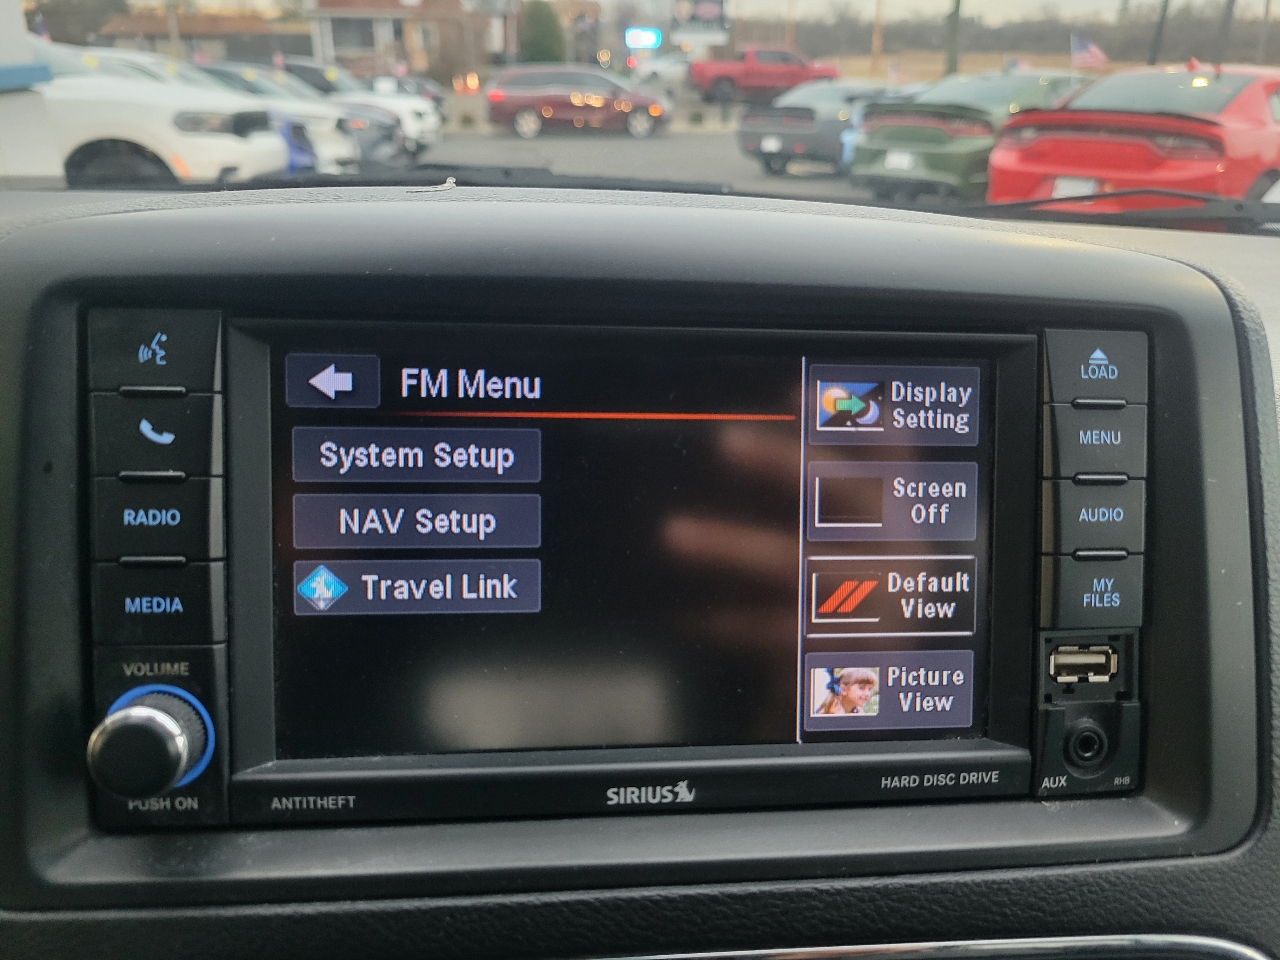 FM Menu
System Setup
NAV Setup
Travel Link
Display
Setting
Screen
Off
Default
View
Picture
View
RADIO
MEDIA
VOLUME
PUSH ON
LOAD
MENU
AUDIO
MY
FILES
AUX
RHB
ANTITHEFT
SIRIUS
HARD DISC DRIVE